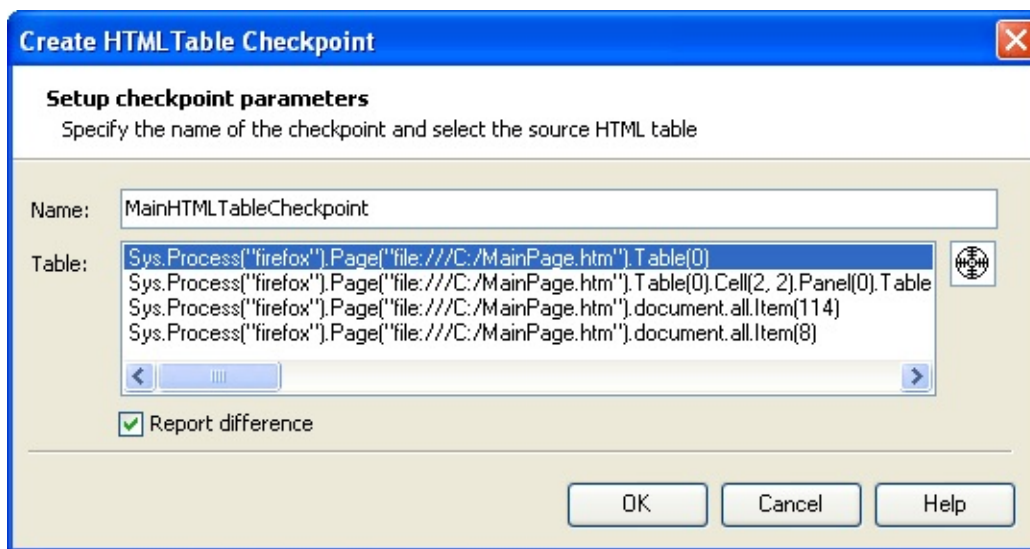 Create HTMLTable Checkpoint
Setup checkpoint parameters
Specify the name of the checkpoint and select the source HTML table
Name: MainHTMLTableCheckpoint
Table: Sys.Process("firefox").Page("file:///C:/MainPage.htm").Table(0)
Sys.Process("firefox").Page("file:///C:/MainPage.htm").Table(0).Cell(2, 2).Panel(0).Table
Sys.Process("firefox").Page("file:///C:/MainPage.htm").document.all.Item(114)
Sys.Process("firefox").Page("file:///C:/MainPage.htm").document.all.Item(8)
Report difference
OK Cancel Help